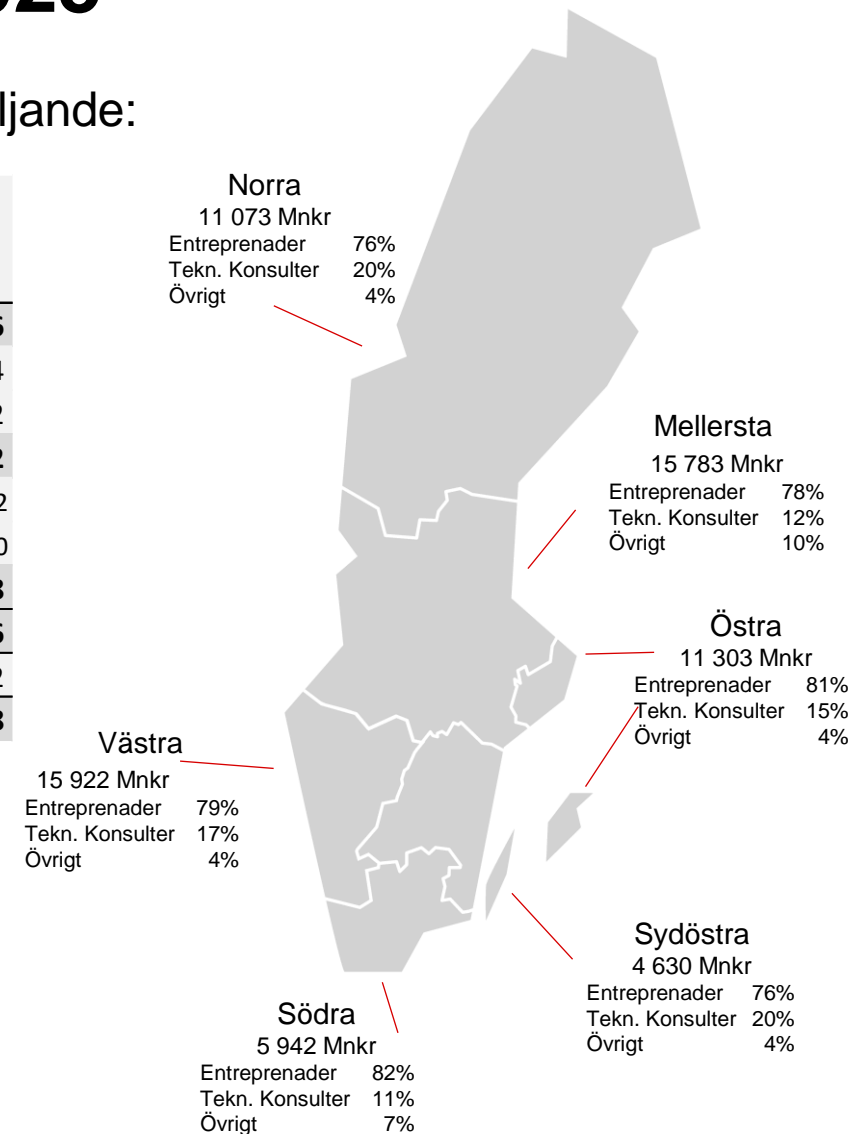 ljande:
Norra
11 073 Mnkr
Entreprenader 76%
Tekn. Konsulter 20%
Övrigt 4%
Mellersta
15 783 Mnkr
Entreprenader 78%
Tekn. Konsulter 12%
Övrigt 10%
Östra
11 303 Mnkr
Entreprenader 81%
Tekn. Konsulter 15%
Övrigt 4%
Västra
15 922 Mnkr
Entreprenader 79%
Tekn. Konsulter 17%
Övrigt 4%
Sydöstra
4 630 Mnkr
Entreprenader 76%
Tekn. Konsulter 20%
Övrigt 4%
Södra
5 942 Mnkr
Entreprenader 82%
Tekn. Konsulter 11%
Övrigt 7%